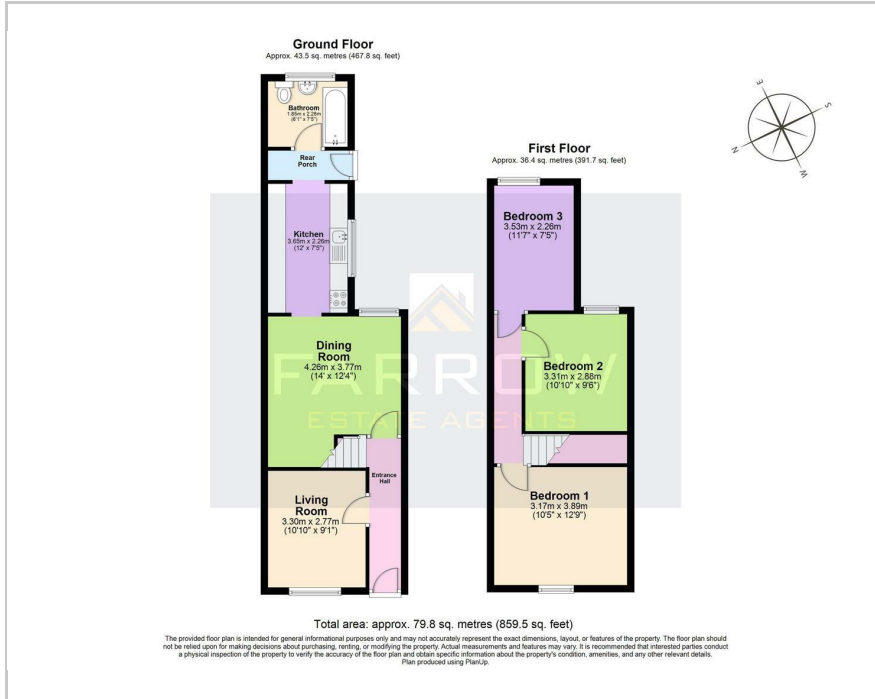 Ground Floor
Approx. 43.5 sq. metres (467.8 sq. feet)
Bathroom
1.85m x 2.26m
(6'1" x 7'5")
Rear
Porch
Kitchen
3.65m x 2.26m
(12' x 7'5")
Dining
Room
4.26m x 3.77m
(14' x 12'4")
Entrance
Hall
Living
Room
3.30m x 2.77m
(10'10" x 9'1")
First Floor
Approx. 36.4 sq. metres (391.7 sq. feet)
Bedroom 3
3.53m x 2.26m
(11'7" x 7'5")
Bedroom 2
3.31m x 2.88m
(10'10" x 9'6")
Bedroom 1
3.17m x 3.89m
(10'5" x 12'9")
E
S
N
W
FARROW
ESTATE AGENTS
Total area: approx. 79.8 sq. metres (859.5 sq. feet)
The provided floor plan is intended for general informational purposes only and may not accurately represent the exact dimensions, layout, or features of the property. The floor plan should
not be relied upon for making decisions about purchasing, renting, or modifying the property. Actual measurements and features may vary. It is recommended that interested parties conduct
a physical inspection of the property to verify the accuracy of the floor plan and obtain specific information about the property's condition, amenities, and any other relevant details.
Plan produced using PlanUp.